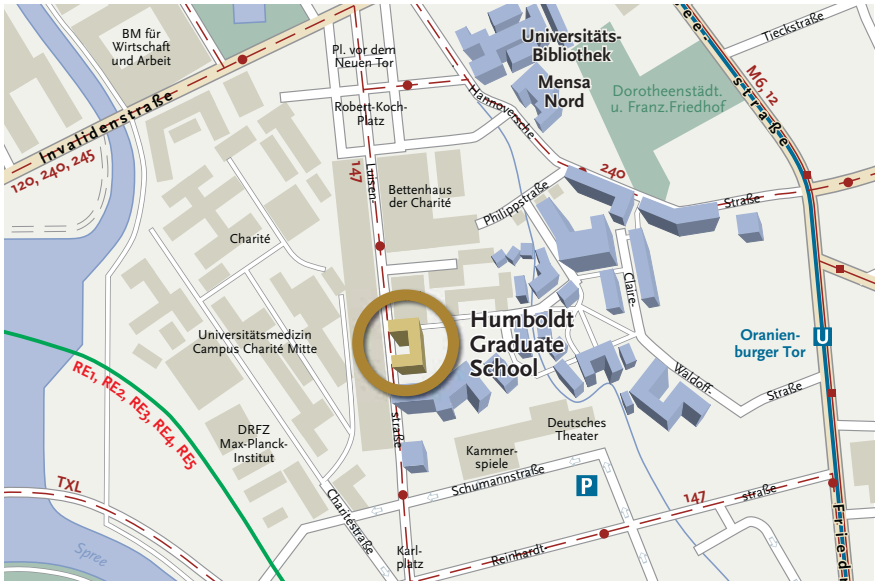 BM für
Wirtschaft
und Arbeit
Pl. vor dem
Neuen Tor
Universitäts-
Bibliothek
Mensa
Nord
Tieckstraße
ee-
straße
M6, 12
Dorotheenstädt.
u. Franz.Friedhof
Invalidenstraße
120, 240, 245
Robert-Koch-
Platz
Hannoversche
240
Straße
147
Luisen-
Bettenhaus
der Charité
Philippstraße
Charité
Claire-
Humboldt
Graduate
School
Universitätsmedizin
Campus Charité Mitte
Oranien-
burger Tor
U
RE1, RE2, RE3, RE4, RE5
Waldoff-
Straße
straße
DRFZ
Max-Planck-
Institut
Deutsches
Theater
Kammer-
spiele
Schumannstraße
P
TXL
Charitéstraße
147
straße
Spree
Karl-
platz
Reinhardt-
Fried